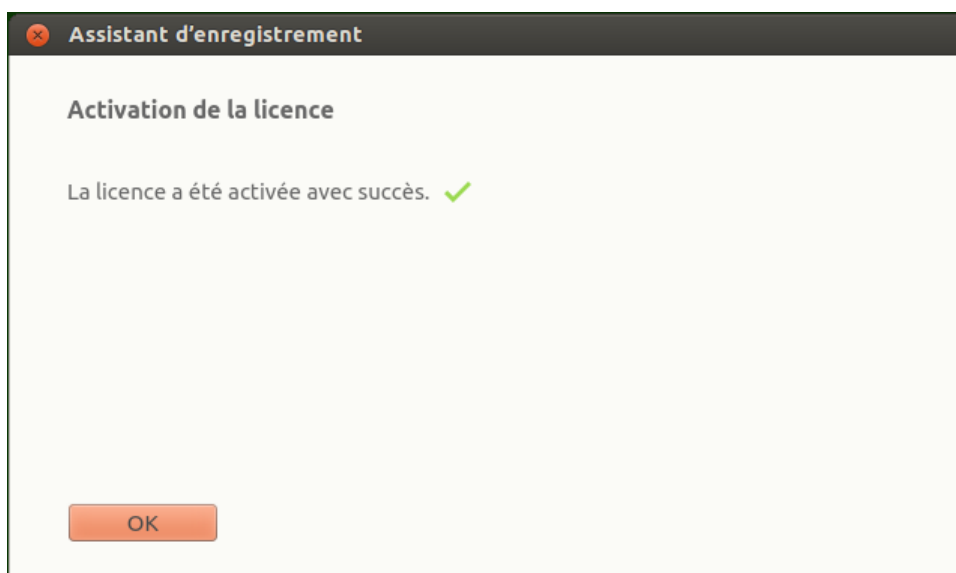 Assistant d’enregistrement
Activation de la licence
La licence a été activée avec succès.
OK